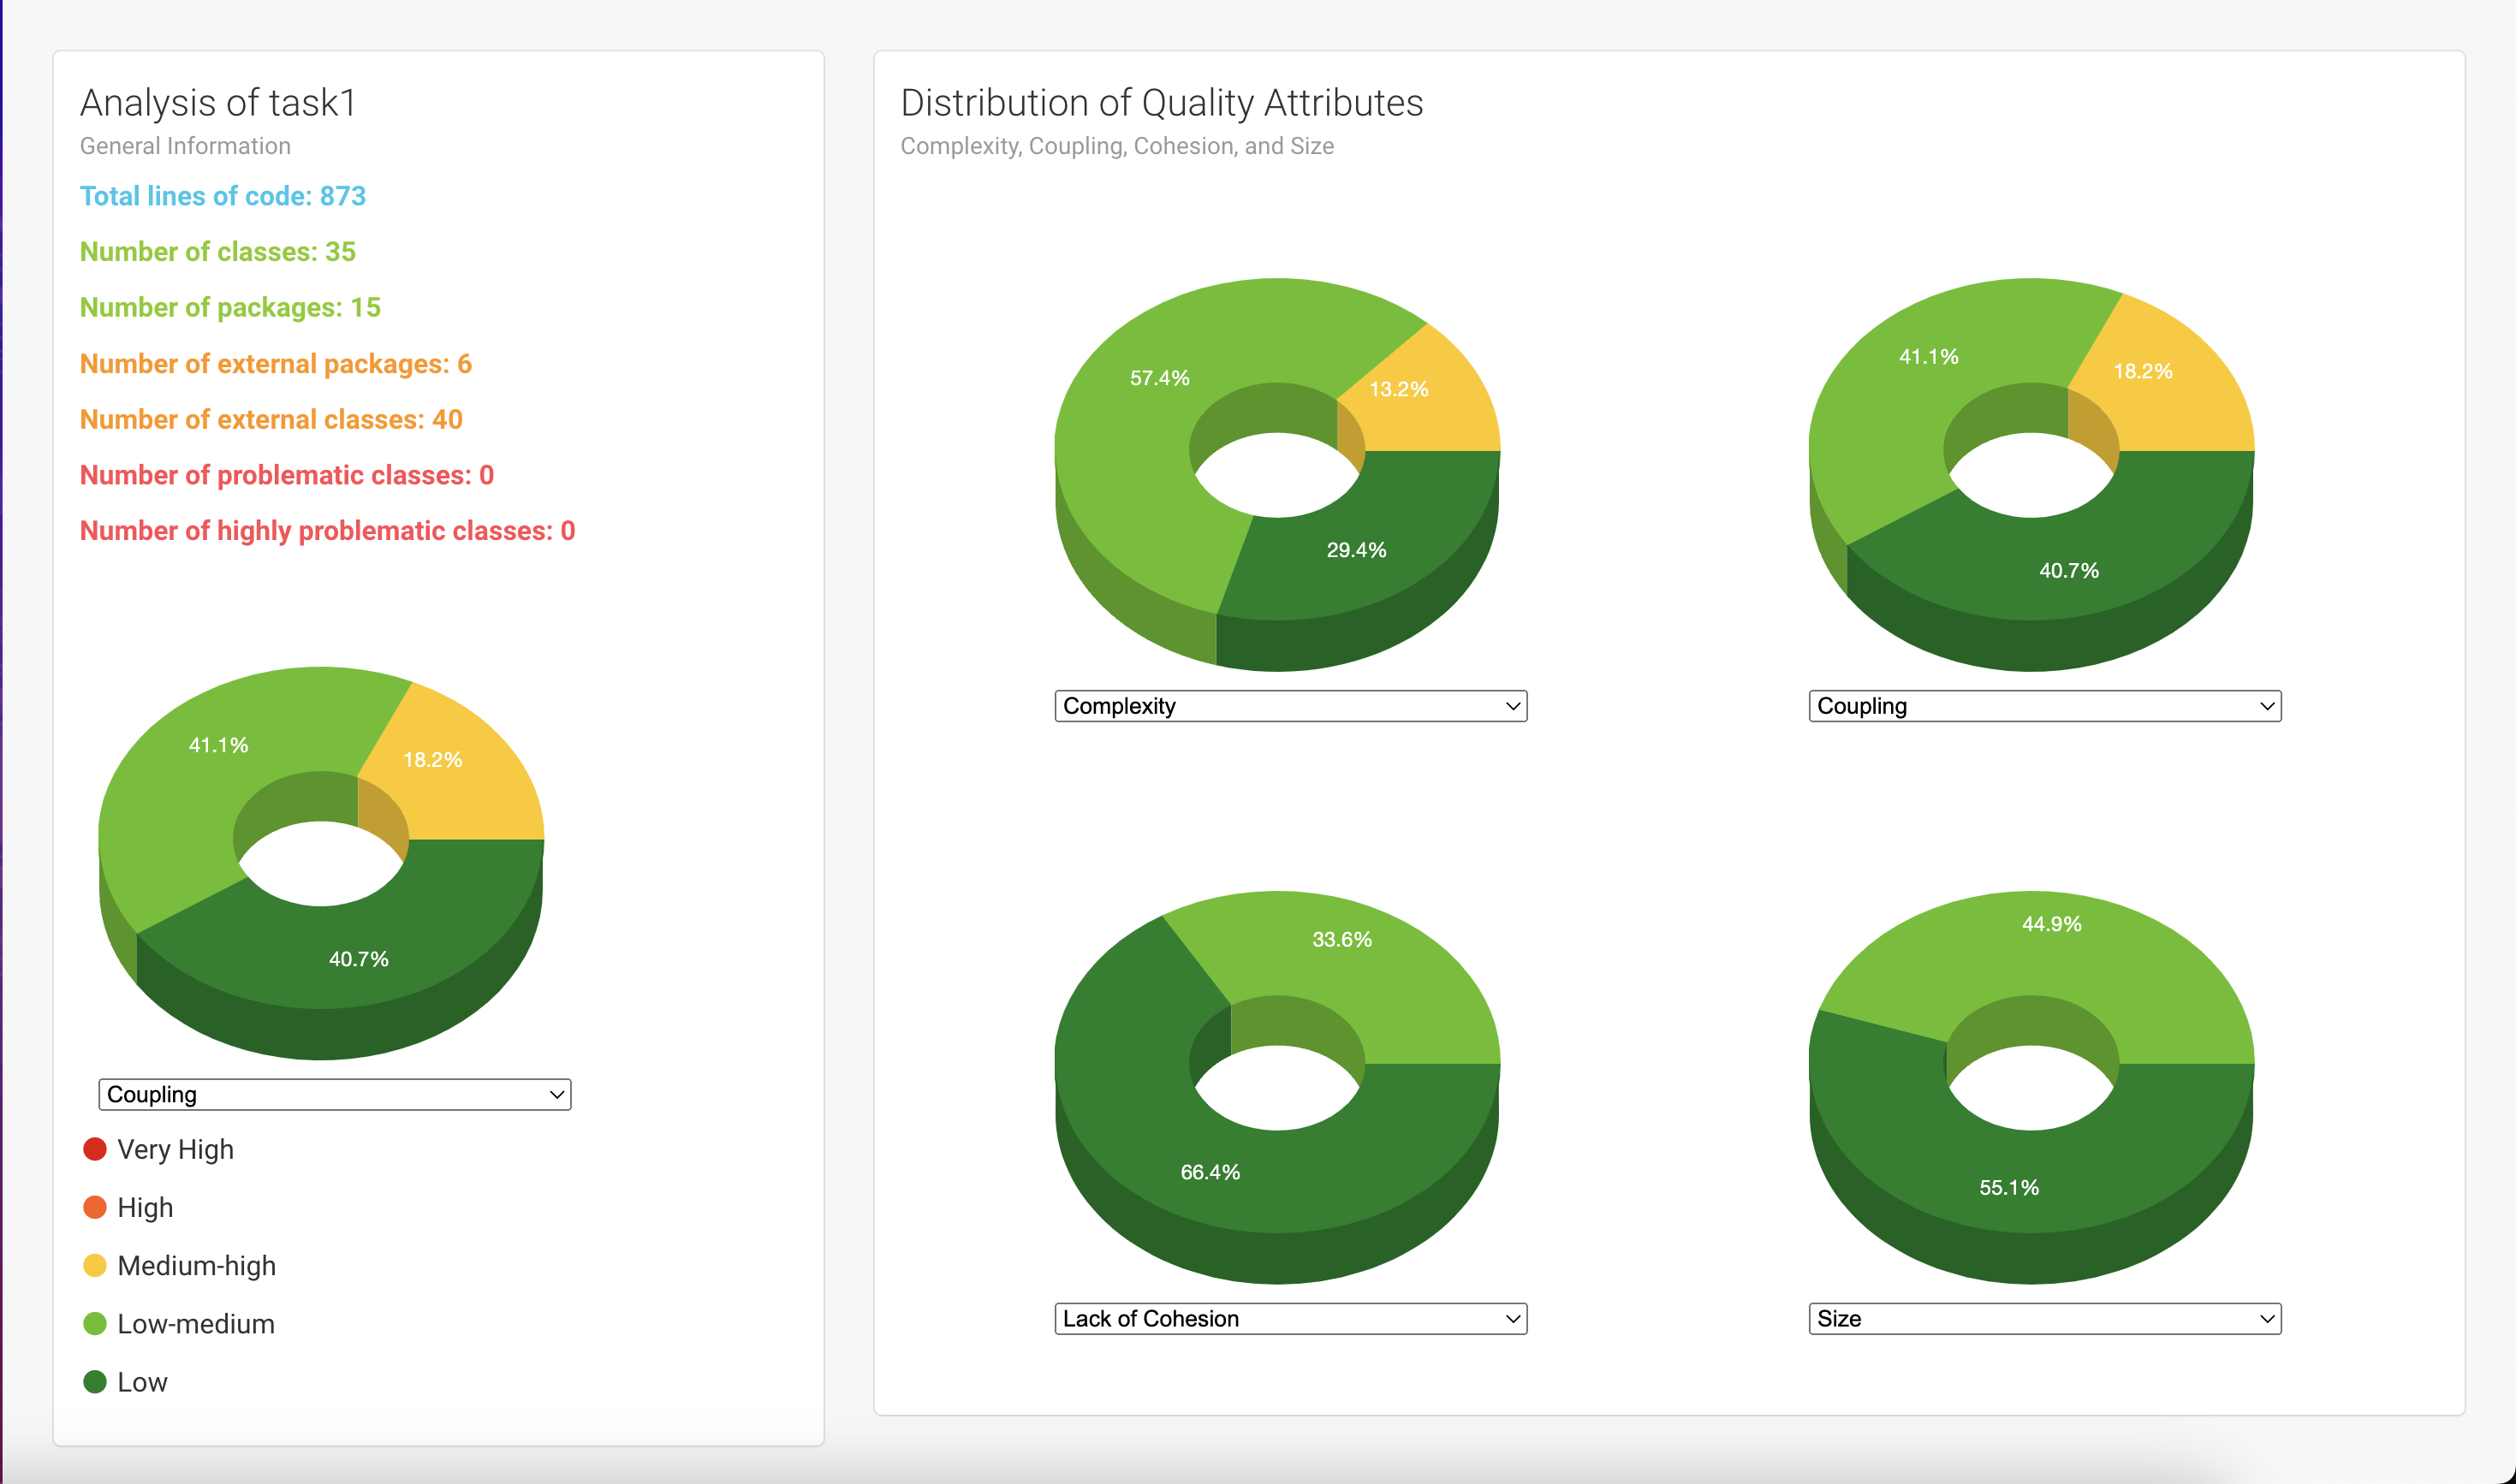 Analysis of task1
General Information
Total lines of code: 873
Number of classes: 35
Number of packages: 15
Number of external packages: 6
Number of external classes: 40
Number of problematic classes: 0
Number of highly problematic classes: 0
41.1%
18.2%
40.7%
Coupling
Very High
High
Medium-high
Low-medium
Low
Distribution of Quality Attributes
Complexity, Coupling, Cohesion, and Size
57.4%
13.2%
29.4%
Complexity
41.1%
18.2%
40.7%
Coupling
33.6%
66.4%
Lack of Cohesion
44.9%
55.1%
Size